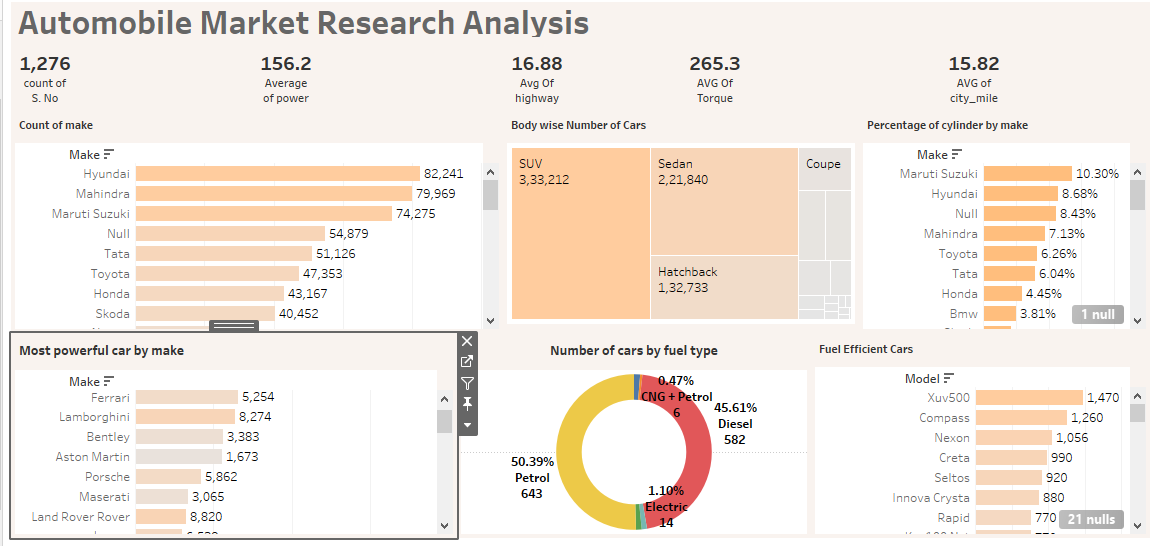 Automobile Market Research Analysis
1,276
count of
S. No
156.2
Average
of power
16.88
Avg Of
highway
265.3
AVG Of
Torque
15.82
AVG of
city_mile
Count of make
Make
Hyundai 82,241
Mahindra 79,969
Maruti Suzuki 74,275
Null 54,879
Tata 51,126
Toyota 47,353
Honda 43,167
Skoda 40,452
Body wise Number of Cars
SUV
3,33,212
Sedan
2,21,840
Hatchback
1,32,733
Coupe
Percentage of cylinder by make
Make
Maruti Suzuki 10.30%
Hyundai 8.68%
Null 8.43%
Mahindra 7.13%
Toyota 6.26%
Tata 6.04%
Honda 4.45%
Bmw 3.81%
1 null
Most powerful car by make
Make
Ferrari 5,254
Lamborghini 8,274
Bentley 3,383
Aston Martin 1,673
Porsche 5,862
Maserati 3,065
Land Rover Rover 8,820
Number of cars by fuel type
0.47%
CNG + Petrol
6
45.61%
Diesel
582
50.39%
Petrol
643
1.10%
Electric
14
Fuel Efficient Cars
Model
Xuv500 1,470
Compass 1,260
Nexon 1,056
Creta 990
Seltos 920
Innova Crysta 880
Rapid 770
21 nulls